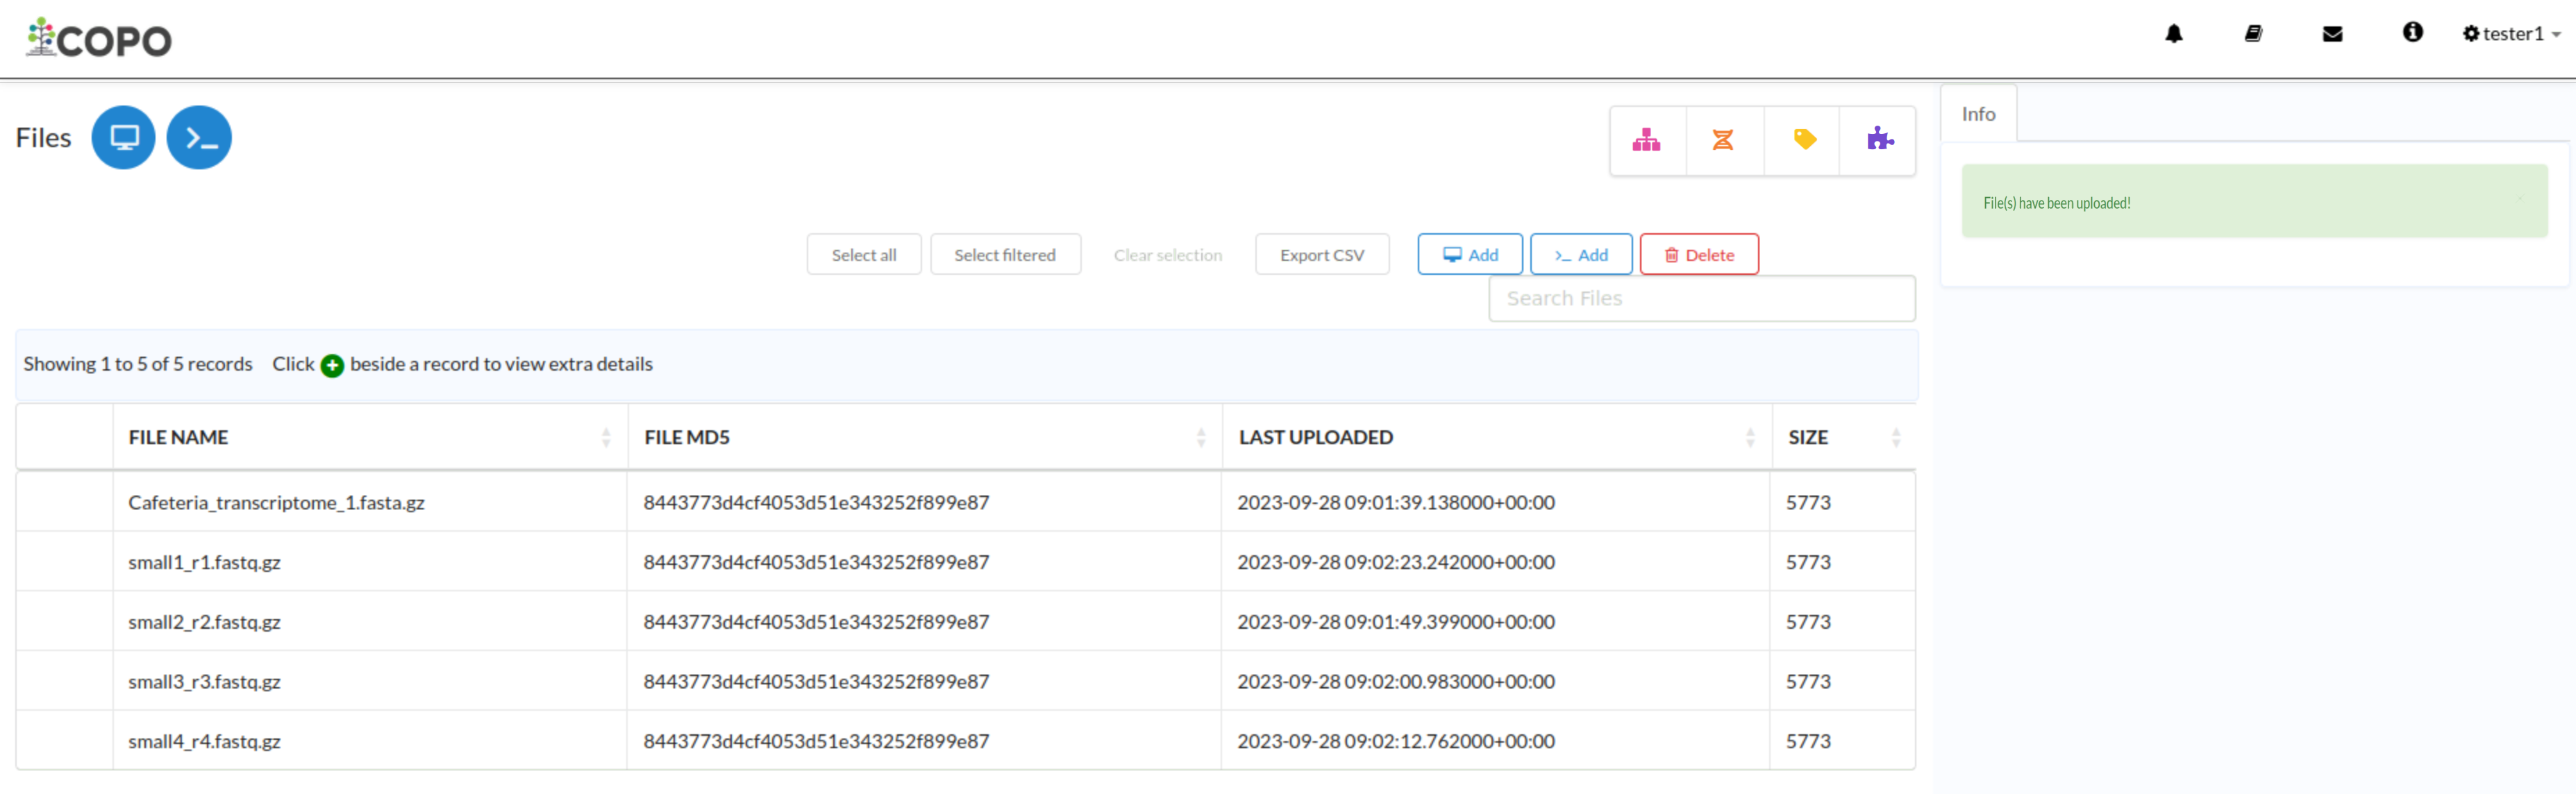 COPO
tester1
Files
Info
File(s) have been uploaded!
Select all
Select filtered
Clear selection
Export CSV
Add
>_ Add
Delete
Search Files
Showing 1 to 5 of 5 records Click + beside a record to view extra details
FILE NAME FILE MD5 LAST UPLOADED SIZE
Cafeteria_transcriptome_1.fasta.gz 8443773d4cf4053d51e343252f899e87 2023-09-28 09:01:39.138000+00:00 5773
small1_r1.fastq.gz 8443773d4cf4053d51e343252f899e87 2023-09-28 09:02:23.242000+00:00 5773
small2_r2.fastq.gz 8443773d4cf4053d51e343252f899e87 2023-09-28 09:01:49.399000+00:00 5773
small3_r3.fastq.gz 8443773d4cf4053d51e343252f899e87 2023-09-28 09:02:00.983000+00:00 5773
small4_r4.fastq.gz 8443773d4cf4053d51e343252f899e87 2023-09-28 09:02:12.762000+00:00 5773